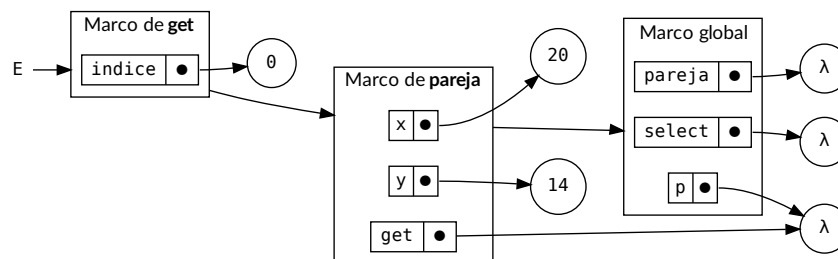 E
Marco de get
indice
0
Marco de pareja
x
20
y
14
get
Marco global
pareja
λ
select
λ
p
λ